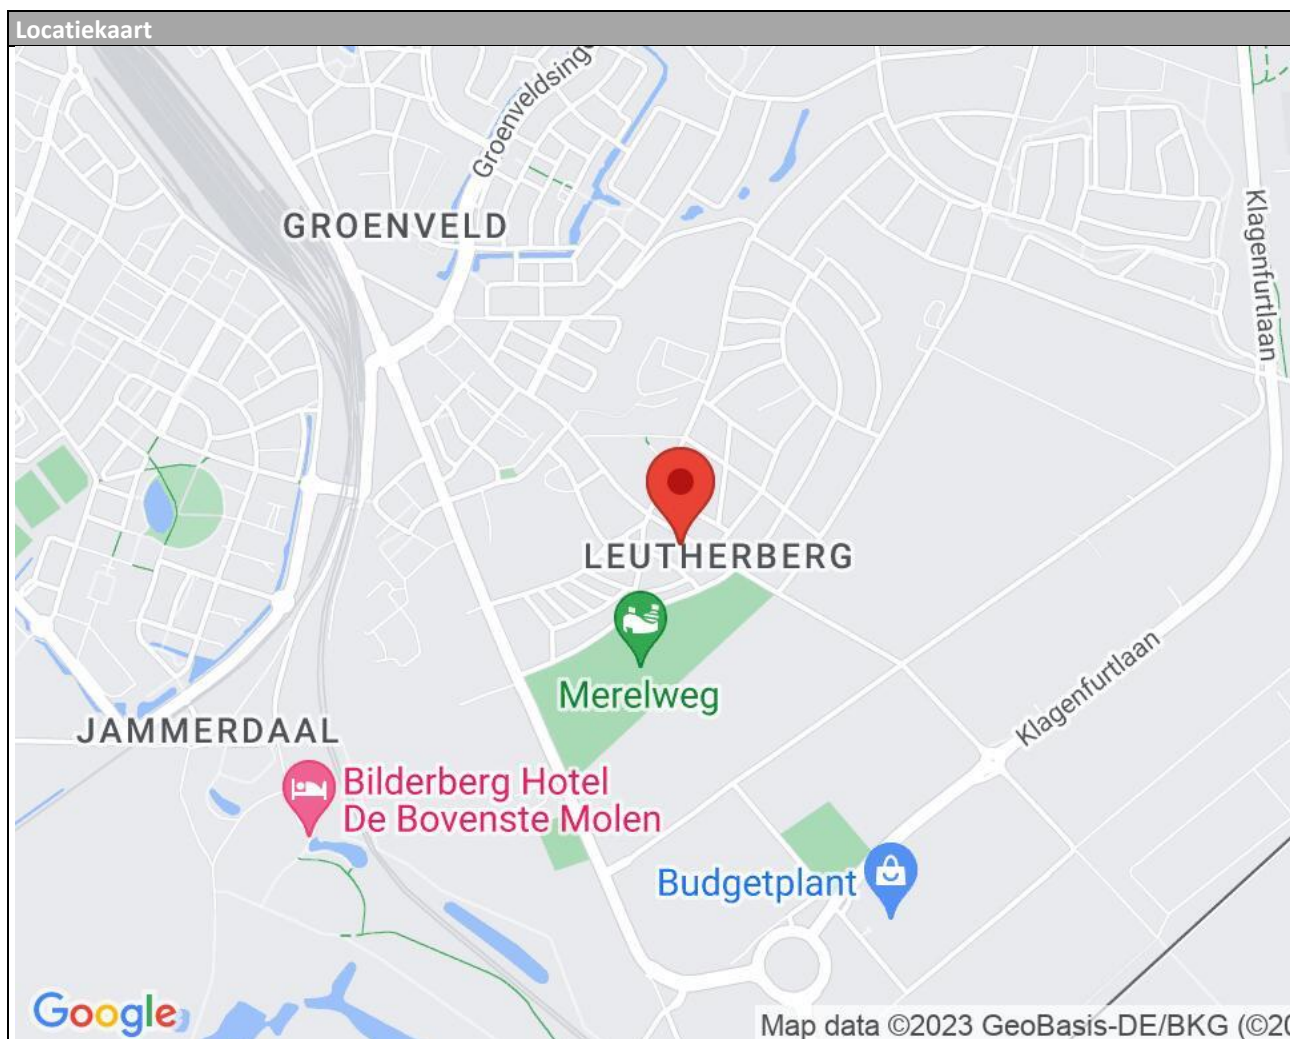 Locatiekaart
Groenveldsing
GROENVELD
Klagenfurtlaan
LEUTHERBERG
Merelweg
Klagenfurtlaan
JAMMERDAAL
Bilderberg Hotel
De Bovenste Molen
Budgetplant
Google
Map data ©2023 GeoBasis-DE/BKG (©20